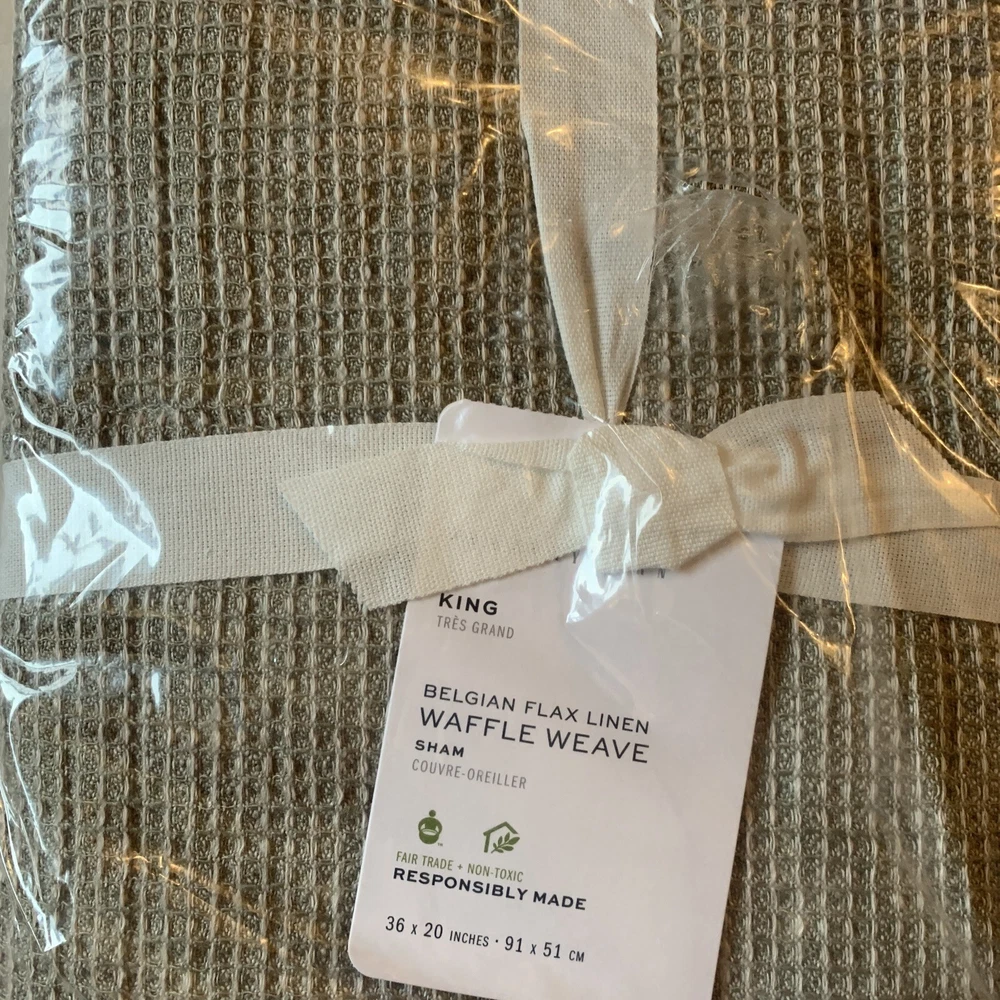 KING
TRÈS GRAND
BELGIAN FLAX LINEN
WAFFLE WEAVE
SHAM
COUVRE-OREILLER
FAIR TRADE + NON-TOXIC
RESPONSIBLY MADE
36 x 20 INCHES · 91 x 51 CM